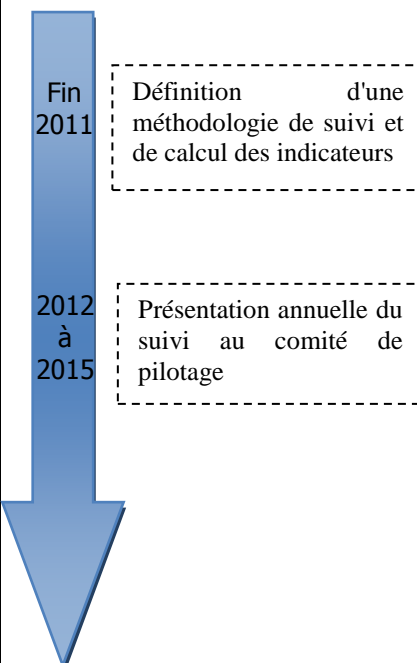 Fin
2011
Définition d'une
méthodologie de suivi et
de calcul des indicateurs
2012
à
2015
Présentation annuelle du
suivi au comité de
pilotage